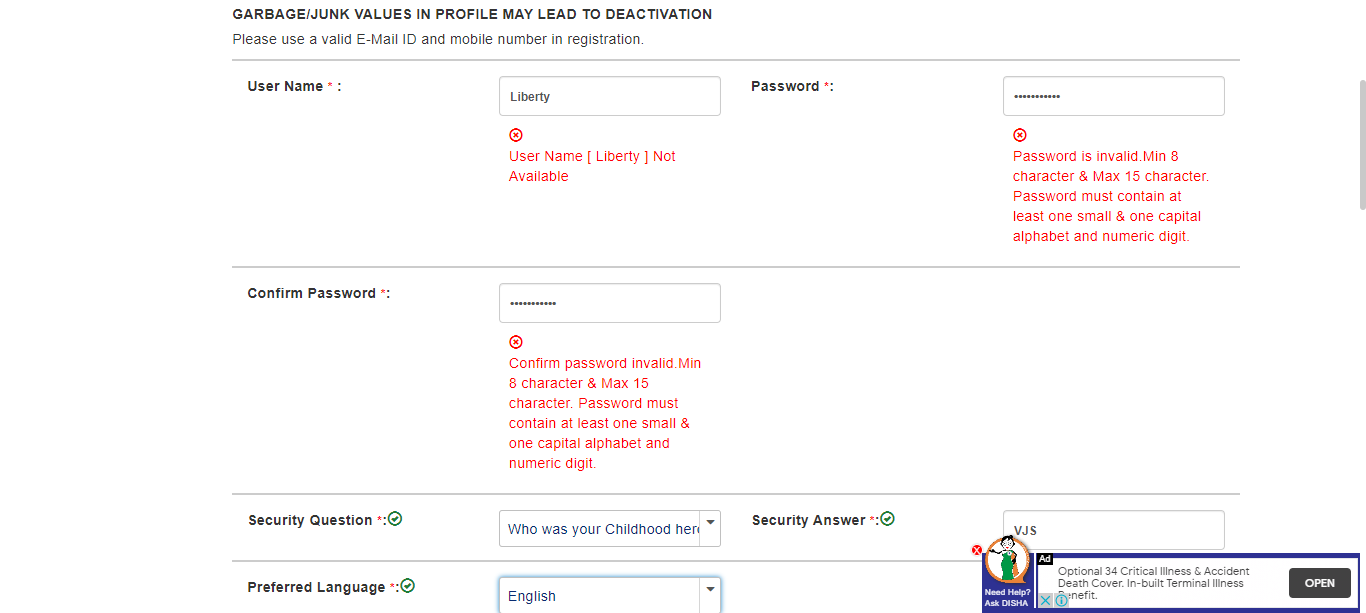 GARBAGE/JUNK VALUES IN PROFILE MAY LEAD TO DEACTIVATION
Please use a valid E-Mail ID and mobile number in registration.
User Name * :
Liberty
Password *:
•••••••••••
User Name [ Liberty ] Not
Available
Password is invalid.Min 8
character & Max 15 character.
Password must contain at
least one small & one capital
alphabet and numeric digit.
Confirm Password *:
•••••••••••
Confirm password invalid.Min
8 character & Max 15
character. Password must
contain at least one small &
one capital alphabet and
numeric digit.
Security Question *:
Who was your Childhood her
Security Answer *:
VJS
Preferred Language *:
English
Need Help?
Ask DISHA
Ad
Optional 34 Critical Illness & Accident
Death Cover. In-built Terminal Illness
Benefit.
OPEN